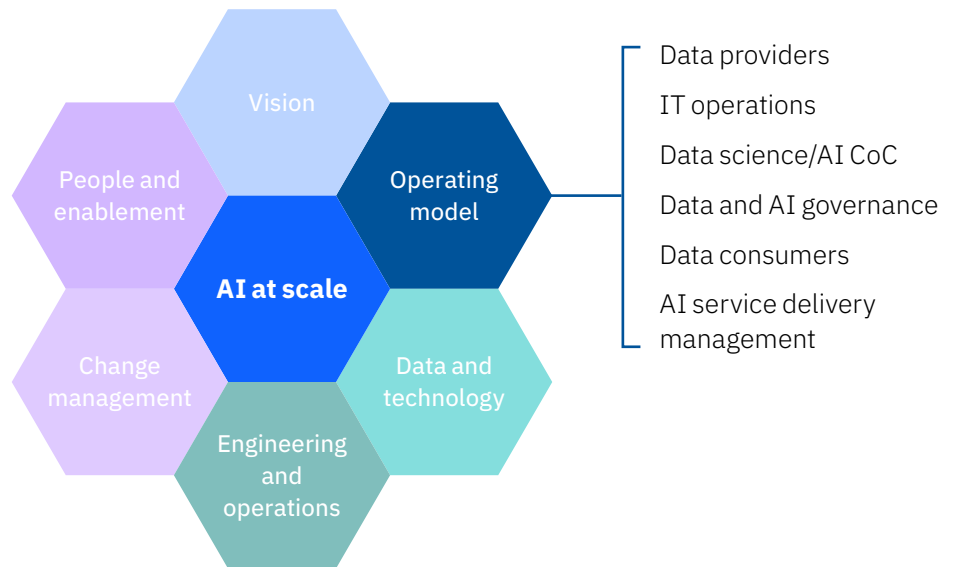 Vision
People and
enablement
Operating
model
AI at scale
Change
management
Data and
technology
Engineering
and
operations
Data providers
IT operations
Data science/AI CoC
Data and AI governance
Data consumers
AI service delivery
management